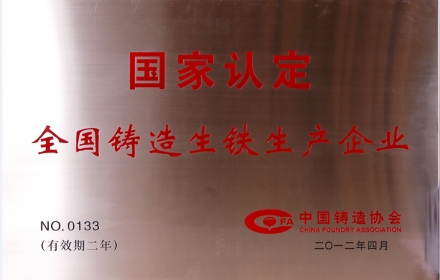 国家认定
全国铸造生铁生产企业
NO.0133
(有效期二年)
CFA 中国铸造协会
CHINA FOUNDRY ASSOCIATION
二〇一二年四月